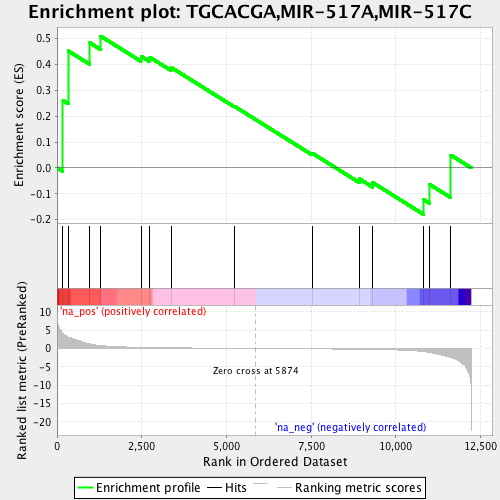 Enrichment plot: TGCACGA,MIR-517A,MIR-517C
Enrichment score (ES)
0.5
0.4
0.3
0.2
0.1
0.0
-0.1
-0.2
'na_pos' (positively correlated)
Ranked list metric (PreRanked)
10
5
0
-5
-10
-15
-20
Zero cross at 5874
'na_neg' (negatively correlated)
0
2,500
5,000
7,500
10,000
12,500
Rank in Ordered Dataset
Enrichment profile
Hits
Ranking metric scores